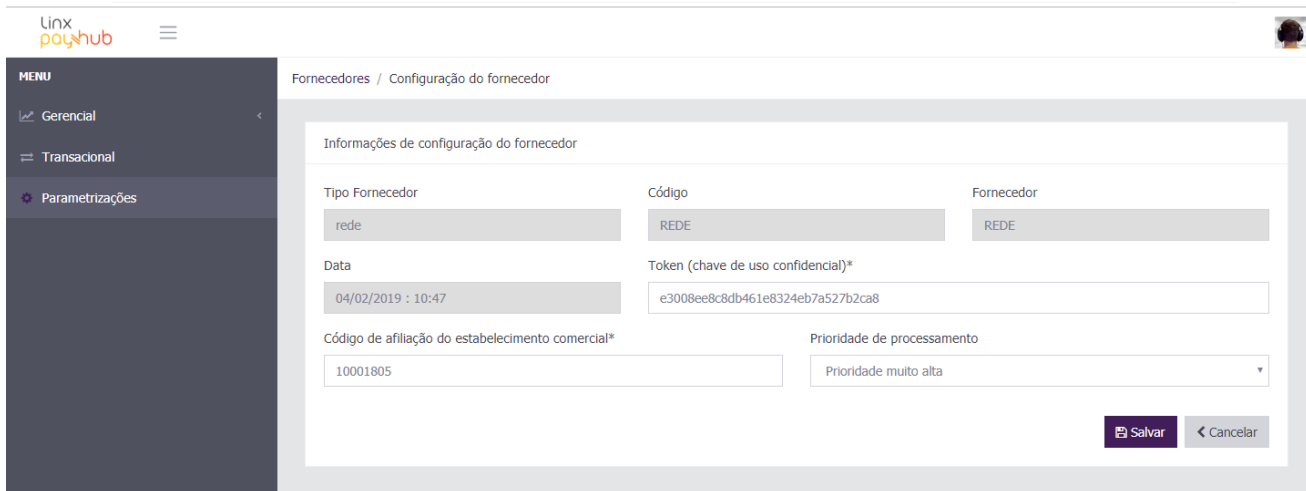 linx
payhub
MENU
Fornecedores / Configuração do fornecedor
Gerencial
Transacional
Parametrizações
Informações de configuração do fornecedor
Tipo Fornecedor Código Fornecedor
rede REDE REDE
Data Token (chave de uso confidencial)*
04/02/2019 : 10:47 e3008ee8c8db461e8324eb7a527b2ca8
Código de afiliação do estabelecimento comercial* Prioridade de processamento
10001805 Prioridade muito alta
Salvar Cancelar